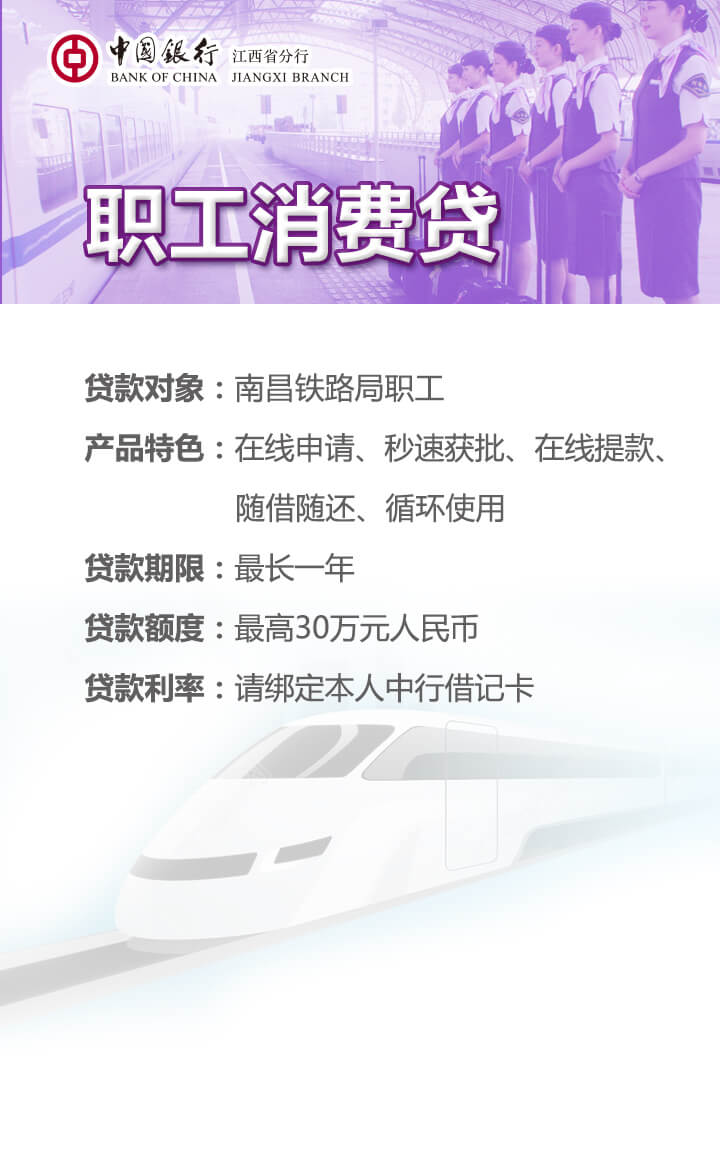 中國銀行 江西省分行
BANK OF CHINA JIANGXI BRANCH
职工消费贷
贷款对象：南昌铁路局职工
产品特色：在线申请、秒速获批、在线提款、
随借随还、循环使用
贷款期限：最长一年
贷款额度：最高30万元人民币
贷款利率：请绑定本人中行借记卡